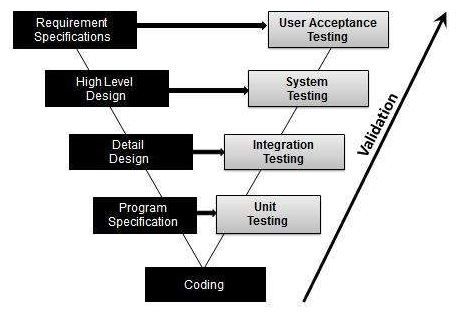 Requirement
Specifications
User Acceptance
Testing
High Level
Design
System
Testing
Detail
Design
Integration
Testing
Program
Specification
Unit
Testing
Coding
Validation